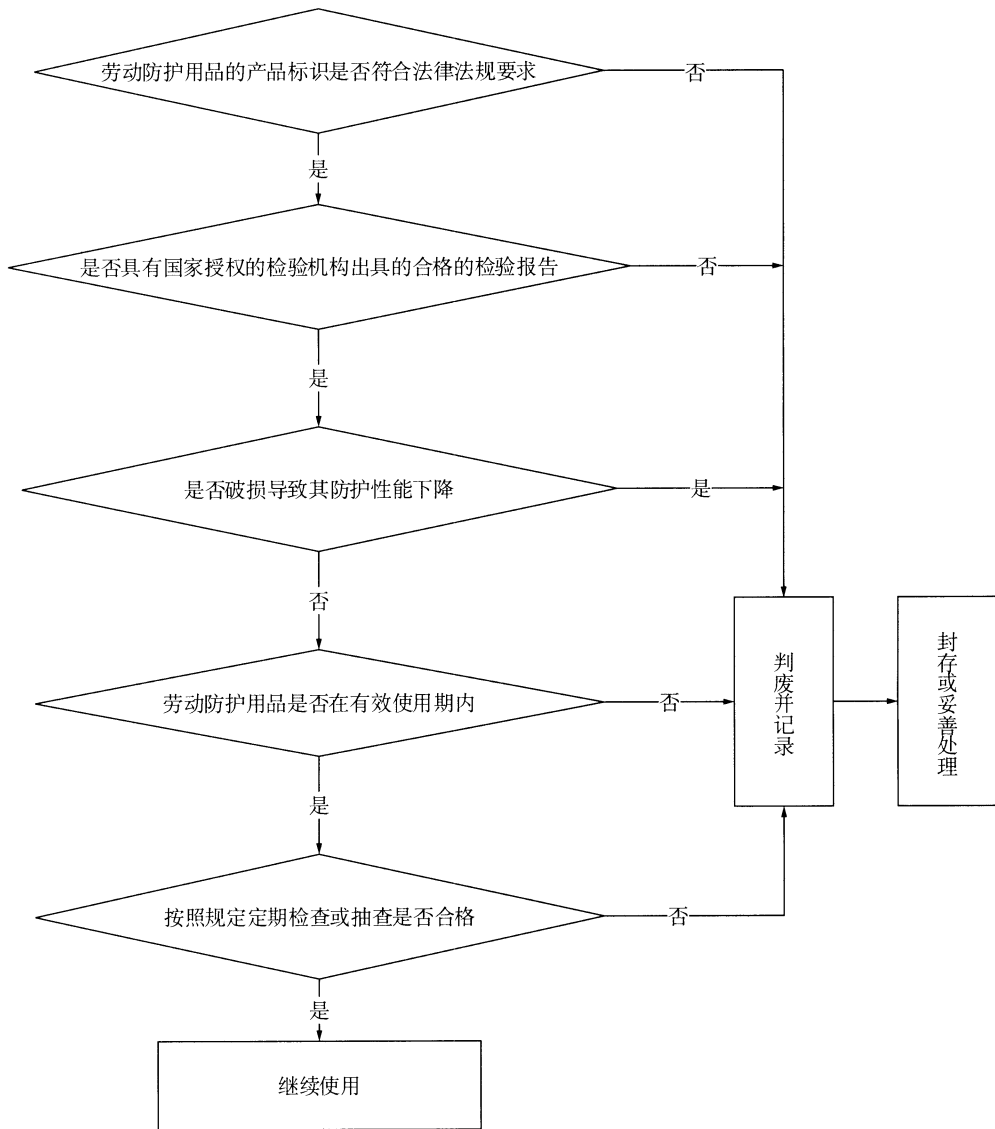 劳动防护用品的产品标识是否符合法律法规要求
否
是
是否具有国家授权的检验机构出具的合格的检验报告
否
是
是否破损导致其防护性能下降
是
否
劳动防护用品是否在有效使用期内
否
判废并记录
封存或妥善处理
是
按照规定定期检查或抽查是否合格
否
是
继续使用